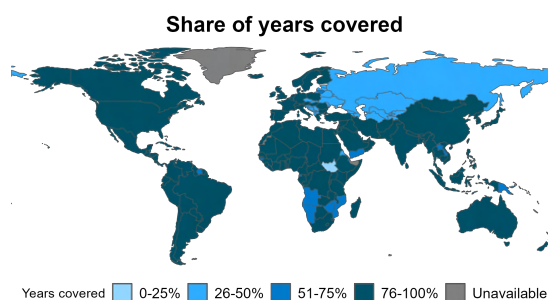 Share of years covered
Years covered 0-25% 26-50% 51-75% 76-100% Unavailable